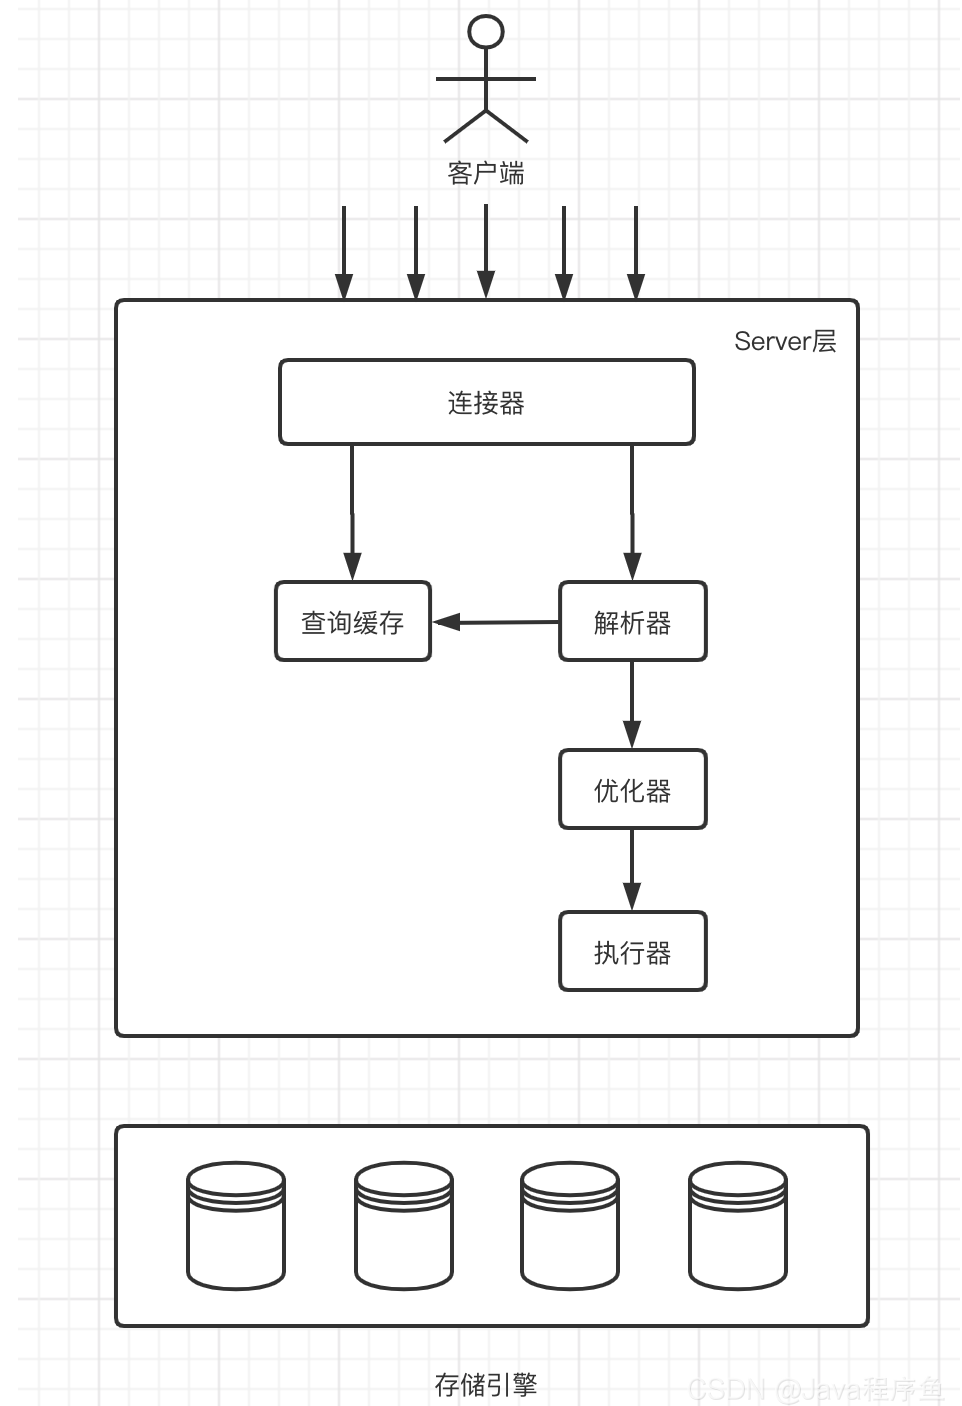 客户端
Server层
连接器
查询缓存
解析器
优化器
执行器
存储引擎
CSDN @Java程序鱼